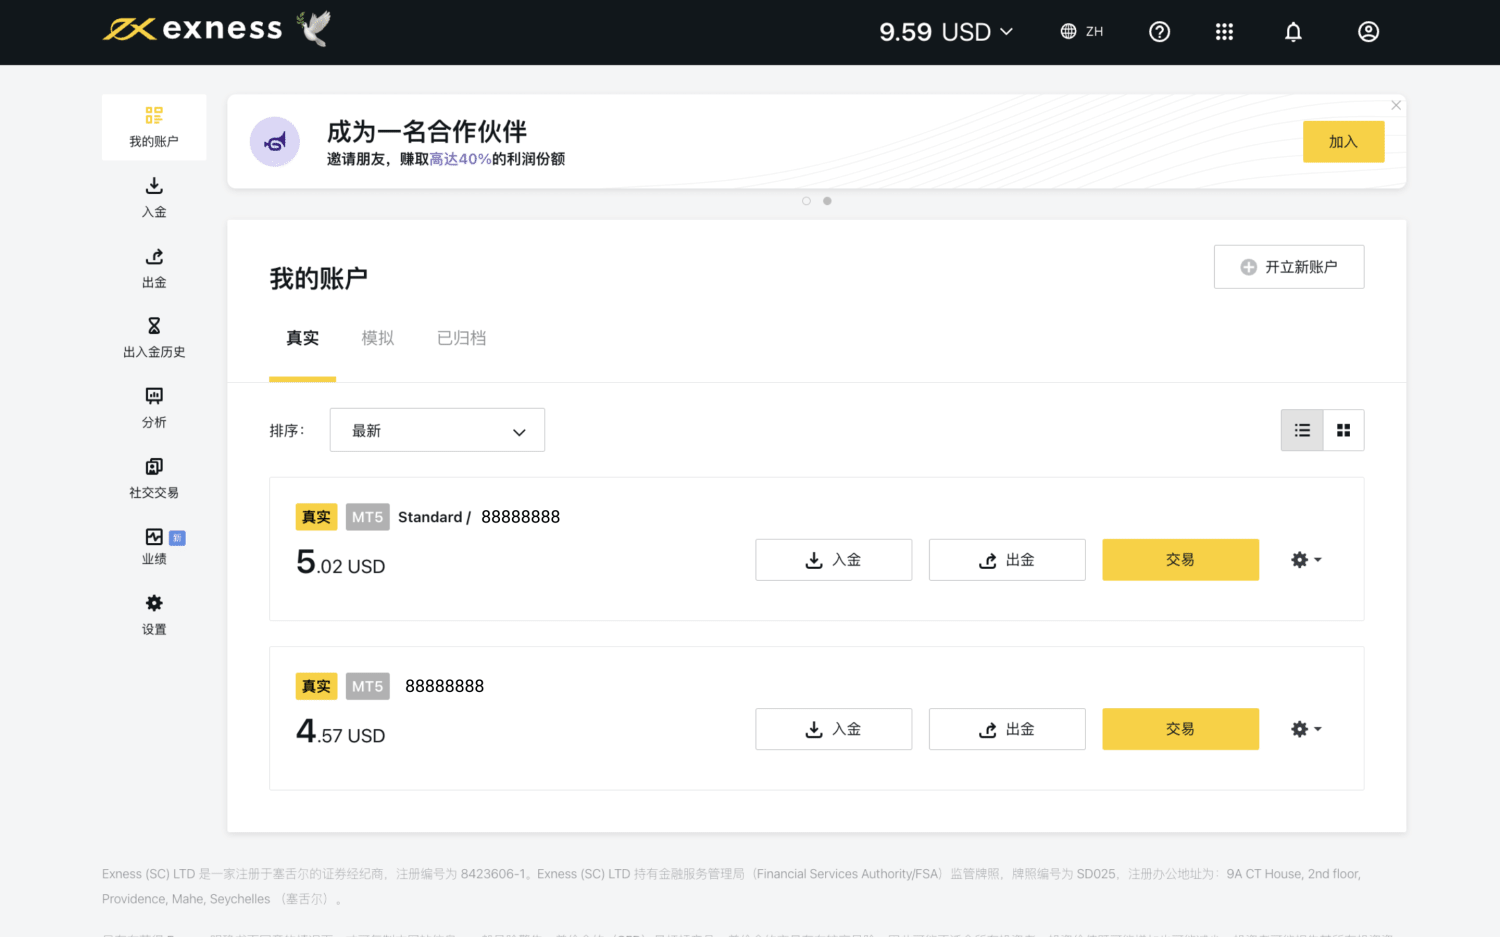 exness
9.59 USD
ZH
我的账户
入金
出金
出入金历史
分析
社交交易
业绩
新
设置
成为一名合作伙伴
邀请朋友，赚取高达40%的利润份额
加入
我的账户
开立新账户
真实 模拟 已归档
排序： 最新
真实 MT5 Standard / 88888888
5.02 USD
入金 出金 交易
真实 MT5 88888888
4.57 USD
入金 出金 交易
Exness (SC) LTD 是一家注册于塞舌尔的证券经纪商，注册编号为 8423606-1。Exness (SC) LTD 持有金融服务管理局（Financial Services Authority/FSA）监管牌照，牌照编号为 SD025，注册办公地址为：9A CT House, 2nd floor,
Providence, Mahe, Seychelles （塞舌尔）。